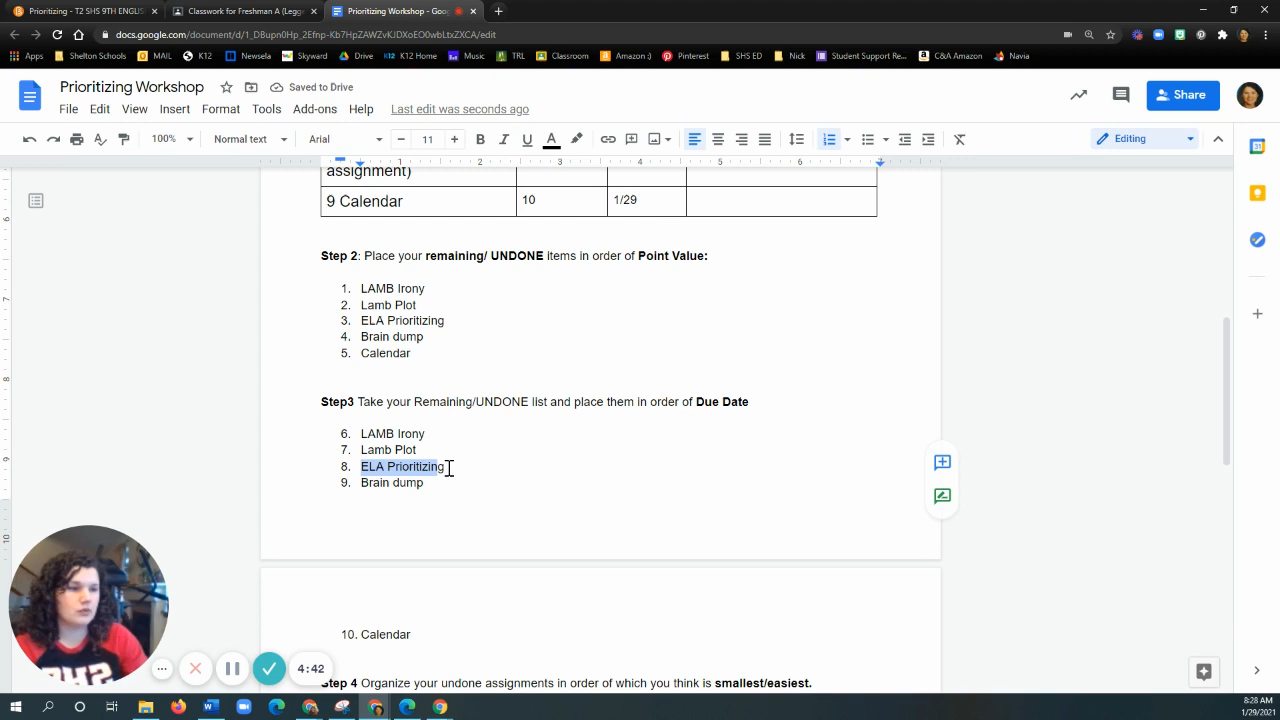 Prioritizing - T2 SHS 9TH ENGLIS
Classwork for Freshman A (Legge
Prioritizing Workshop - Goog
docs.google.com/document/d/1_DBupn0Hp_2Efnp-Kb7HpZAWZvKJDXoEO0wbLtxZXCA/edit
Apps Shelton Schools MAIL K12 Newsela Skyward Drive K12 Home Music TRL Classroom Amazon :) Pinterest SHS ED Nick Student Support Re... C&A Amazon Navia
Prioritizing Workshop Saved to Drive
File Edit View Insert Format Tools Add-ons Help Last edit was seconds ago
Share
100% Normal text Arial 11 Editing
assignment)
9 Calendar 10 1/29
Step 2: Place your remaining/ UNDONE items in order of Point Value:
1. LAMB Irony
2. Lamb Plot
3. ELA Prioritizing
4. Brain dump
5. Calendar
Step3 Take your Remaining/UNDONE list and place them in order of Due Date
6. LAMB Irony
7. Lamb Plot
8. ELA Prioritizing
9. Brain dump
10. Calendar
Step 4 Organize your undone assignments in order of which you think is smallest/easiest.
4:42
8:28 AM
1/29/2021